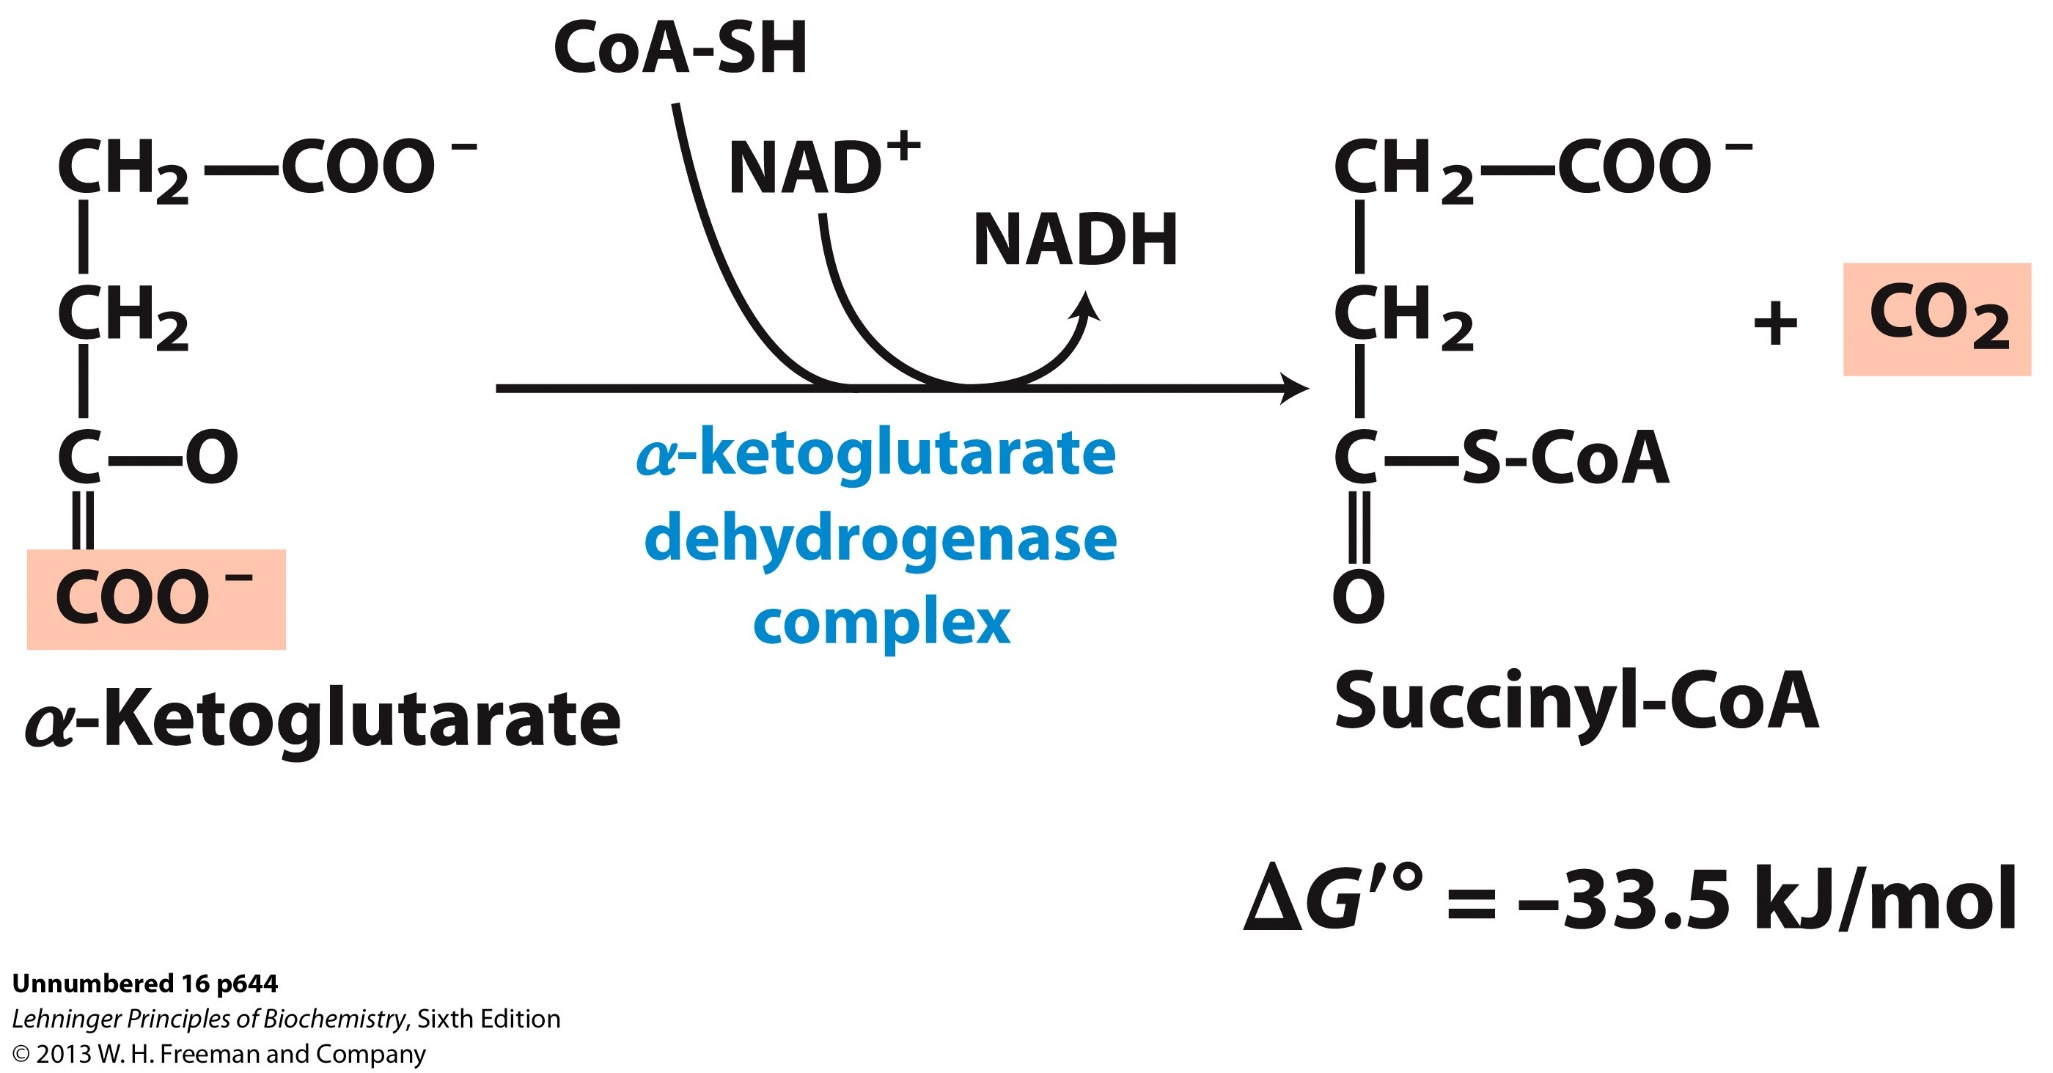 CoA-SH
NAD⁺
NADH
CH₂—COO⁻
CH₂
C—O
COO⁻
α-Ketoglutarate
α-ketoglutarate
dehydrogenase
complex
CH₂—COO⁻
CH₂
C—S-CoA
O
Succinyl-CoA
+ CO₂
ΔG′° = –33.5 kJ/mol
Unnumbered 16 p644
Lehninger Principles of Biochemistry, Sixth Edition
© 2013 W. H. Freeman and Company